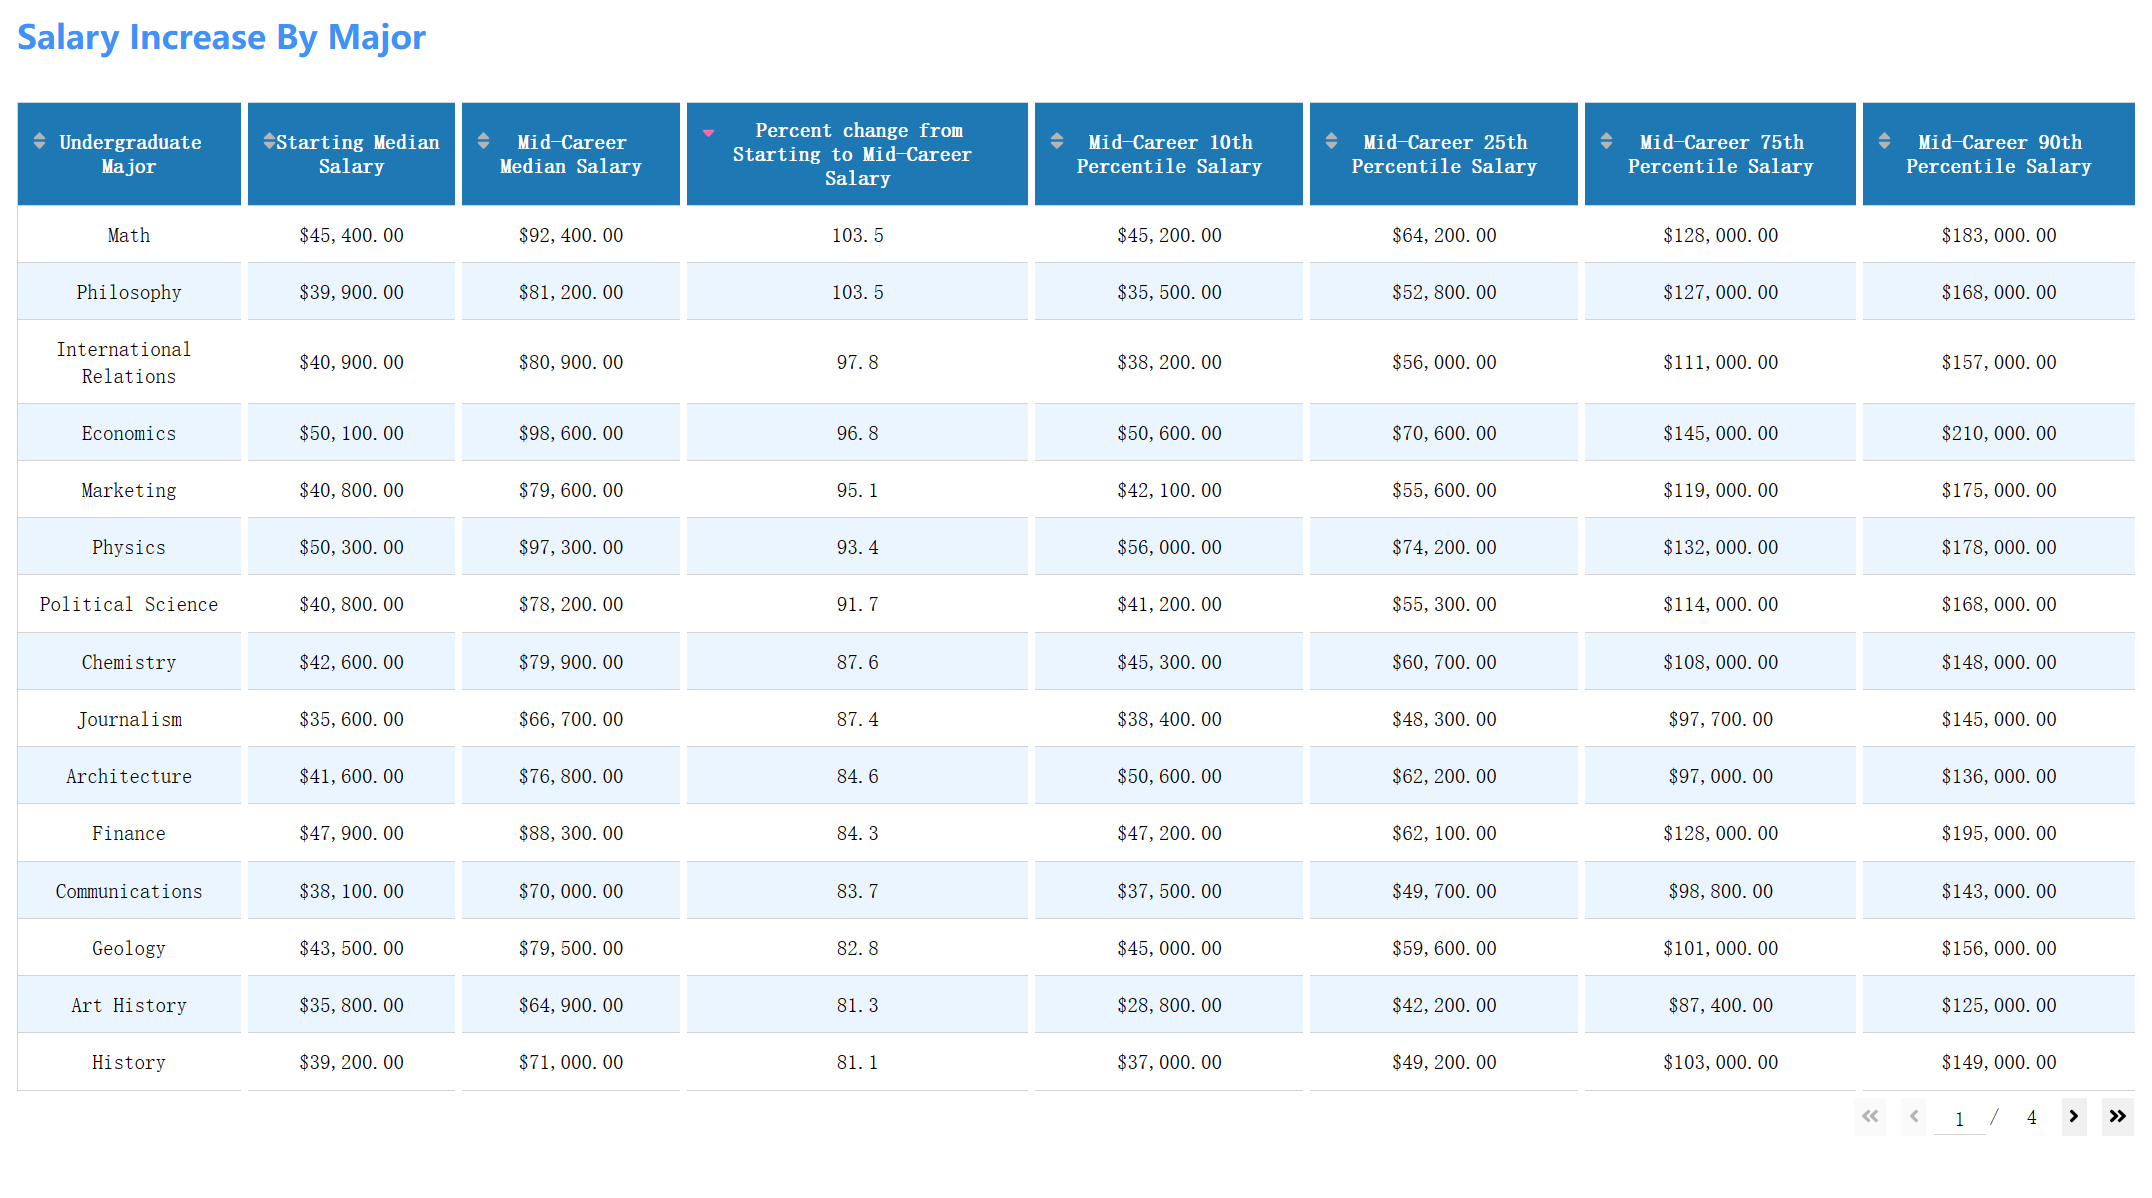 Salary Increase By Major
Undergraduate Major Starting Median Salary Mid-Career Median Salary Percent change from Starting to Mid-Career Salary Mid-Career 10th Percentile Salary Mid-Career 25th Percentile Salary Mid-Career 75th Percentile Salary Mid-Career 90th Percentile Salary
Math $45,400.00 $92,400.00 103.5 $45,200.00 $64,200.00 $128,000.00 $183,000.00
Philosophy $39,900.00 $81,200.00 103.5 $35,500.00 $52,800.00 $127,000.00 $168,000.00
International Relations $40,900.00 $80,900.00 97.8 $38,200.00 $56,000.00 $111,000.00 $157,000.00
Economics $50,100.00 $98,600.00 96.8 $50,600.00 $70,600.00 $145,000.00 $210,000.00
Marketing $40,800.00 $79,600.00 95.1 $42,100.00 $55,600.00 $119,000.00 $175,000.00
Physics $50,300.00 $97,300.00 93.4 $56,000.00 $74,200.00 $132,000.00 $178,000.00
Political Science $40,800.00 $78,200.00 91.7 $41,200.00 $55,300.00 $114,000.00 $168,000.00
Chemistry $42,600.00 $79,900.00 87.6 $45,300.00 $60,700.00 $108,000.00 $148,000.00
Journalism $35,600.00 $66,700.00 87.4 $38,400.00 $48,300.00 $97,700.00 $145,000.00
Architecture $41,600.00 $76,800.00 84.6 $50,600.00 $62,200.00 $97,000.00 $136,000.00
Finance $47,900.00 $88,300.00 84.3 $47,200.00 $62,100.00 $128,000.00 $195,000.00
Communications $38,100.00 $70,000.00 83.7 $37,500.00 $49,700.00 $98,800.00 $143,000.00
Geology $43,500.00 $79,500.00 82.8 $45,000.00 $59,600.00 $101,000.00 $156,000.00
Art History $35,800.00 $64,900.00 81.3 $28,800.00 $42,200.00 $87,400.00 $125,000.00
History $39,200.00 $71,000.00 81.1 $37,000.00 $49,200.00 $103,000.00 $149,000.00
1 / 4